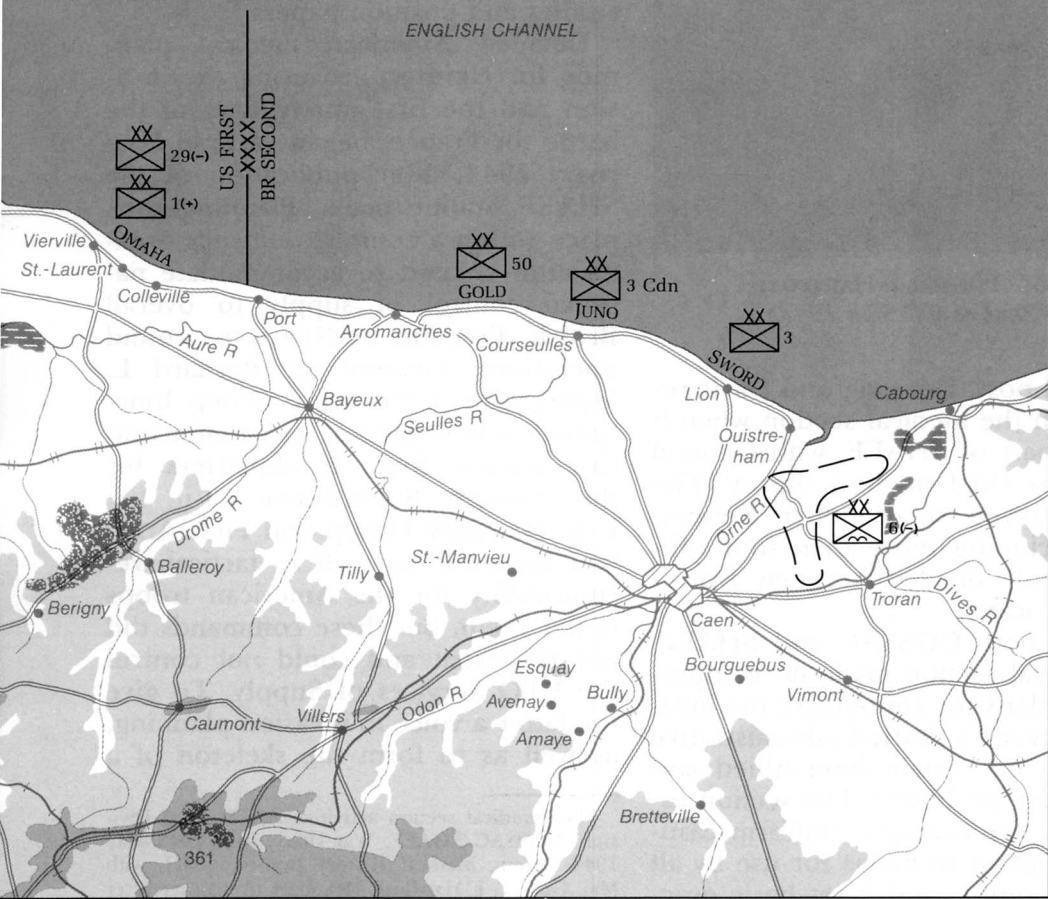 ENGLISH CHANNEL
US FIRST
XXXX
BR SECOND
XX
29(-)
XX
1(+)
OMAHA
Vierville
St.-Laurent
Colleville
Port
XX
50
GOLD
Arromanches
XX
3 Cdn
JUNO
Courseulles
XX
3
SWORD
Lion
Cabourg
Aure R
Bayeux
Seulles R
Ouistre-
ham
Orne R
XX
6(-)
Drome R
Balleroy
Berigny
Tilly
St.-Manvieu
Caen
Troran
Dives R
Bourguebus
Vimont
Esquay
Avenay
Bully
Amaye
Odon R
Caumont
Villers
Bretteville
361